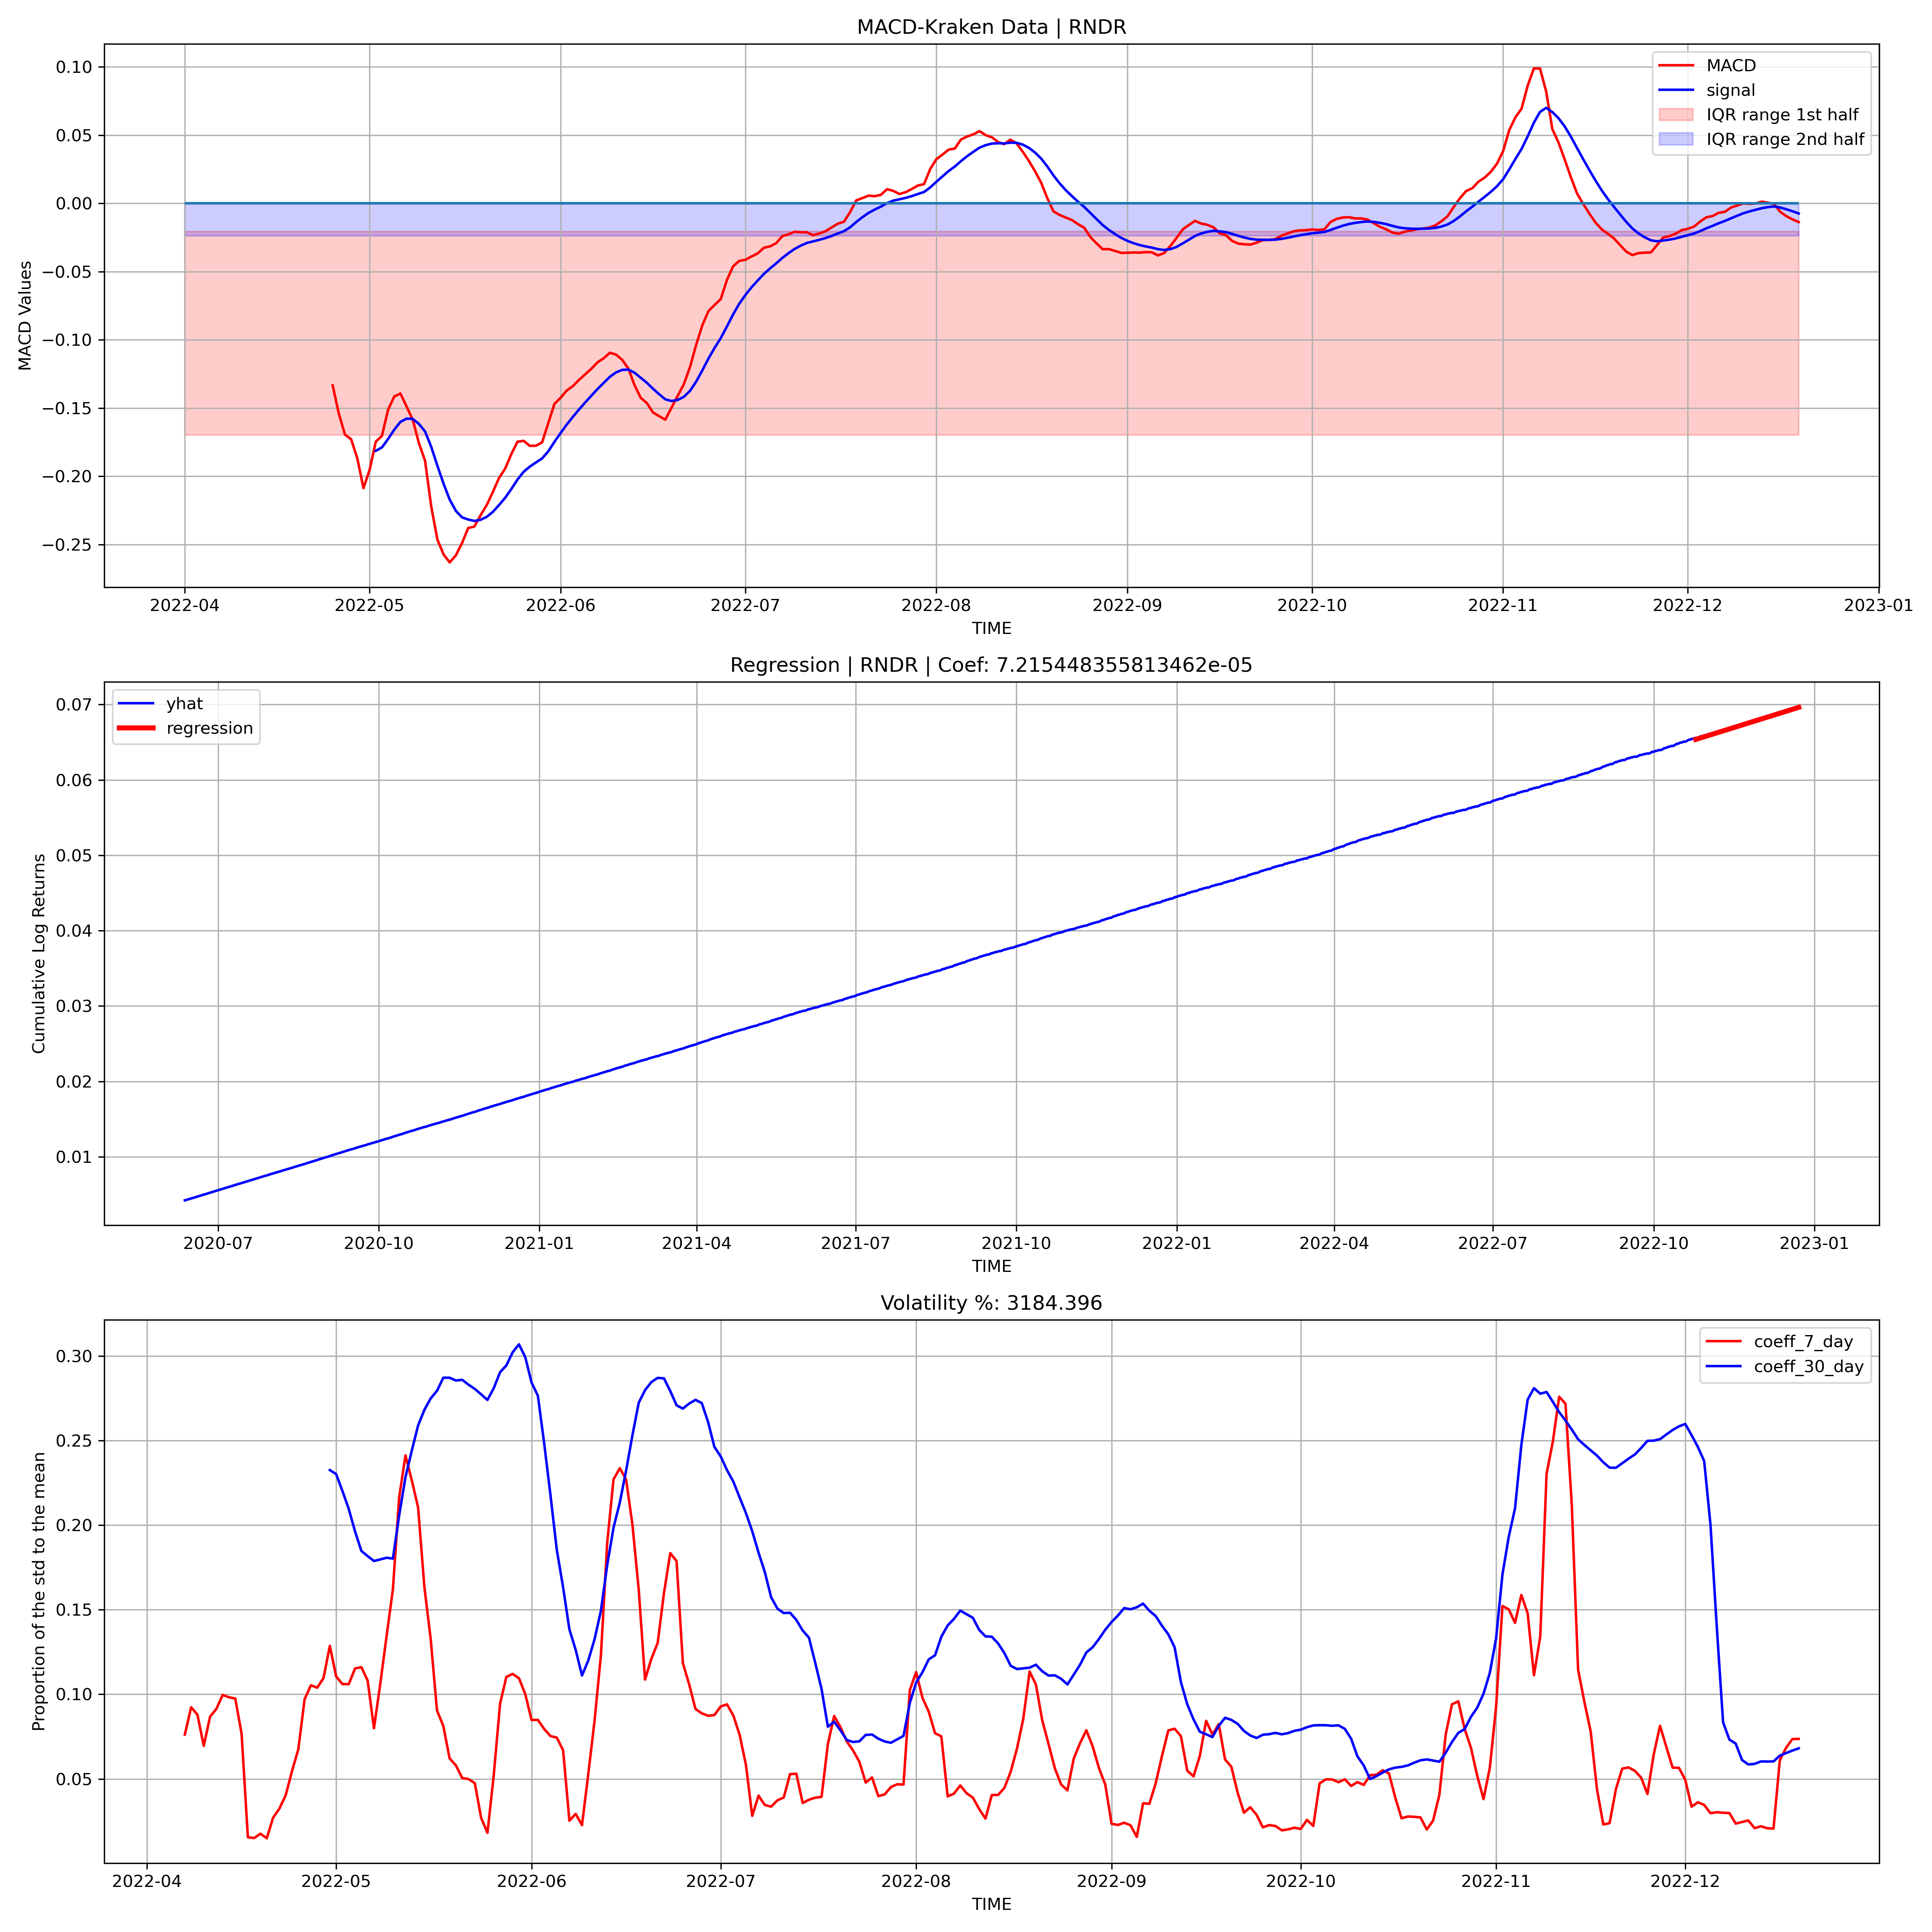 MACD-Kraken Data | RNDR
MACD
signal
IQR range 1st half
IQR range 2nd half
0.10
0.05
0.00
−0.05
−0.10
−0.15
−0.20
−0.25
MACD Values
2022-04 2022-05 2022-06 2022-07 2022-08 2022-09 2022-10 2022-11 2022-12 2023-01
TIME
Regression | RNDR | Coef: 7.215448355813462e-05
yhat
regression
0.07
0.06
0.05
0.04
0.03
0.02
0.01
Cumulative Log Returns
2020-07 2020-10 2021-01 2021-04 2021-07 2021-10 2022-01 2022-04 2022-07 2022-10 2023-01
TIME
Volatility %: 3184.396
coeff_7_day
coeff_30_day
0.30
0.25
0.20
0.15
0.10
0.05
Proportion of the std to the mean
2022-04 2022-05 2022-06 2022-07 2022-08 2022-09 2022-10 2022-11 2022-12
TIME